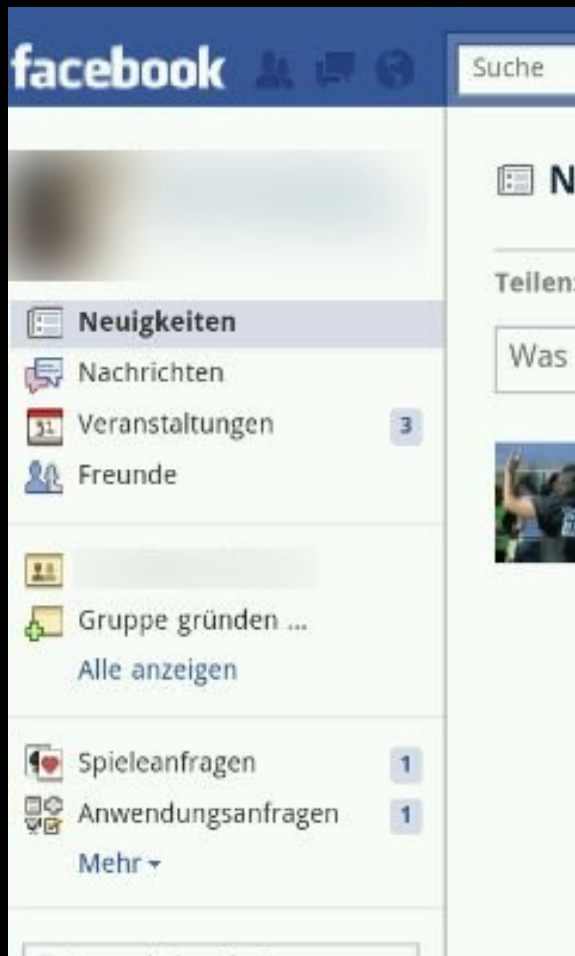 facebook
Suche
N
Teilen:
Was
Neuigkeiten
Nachrichten
31 Veranstaltungen 3
Freunde
Gruppe gründen ...
Alle anzeigen
Spieleanfragen 1
Anwendungsanfragen 1
Mehr